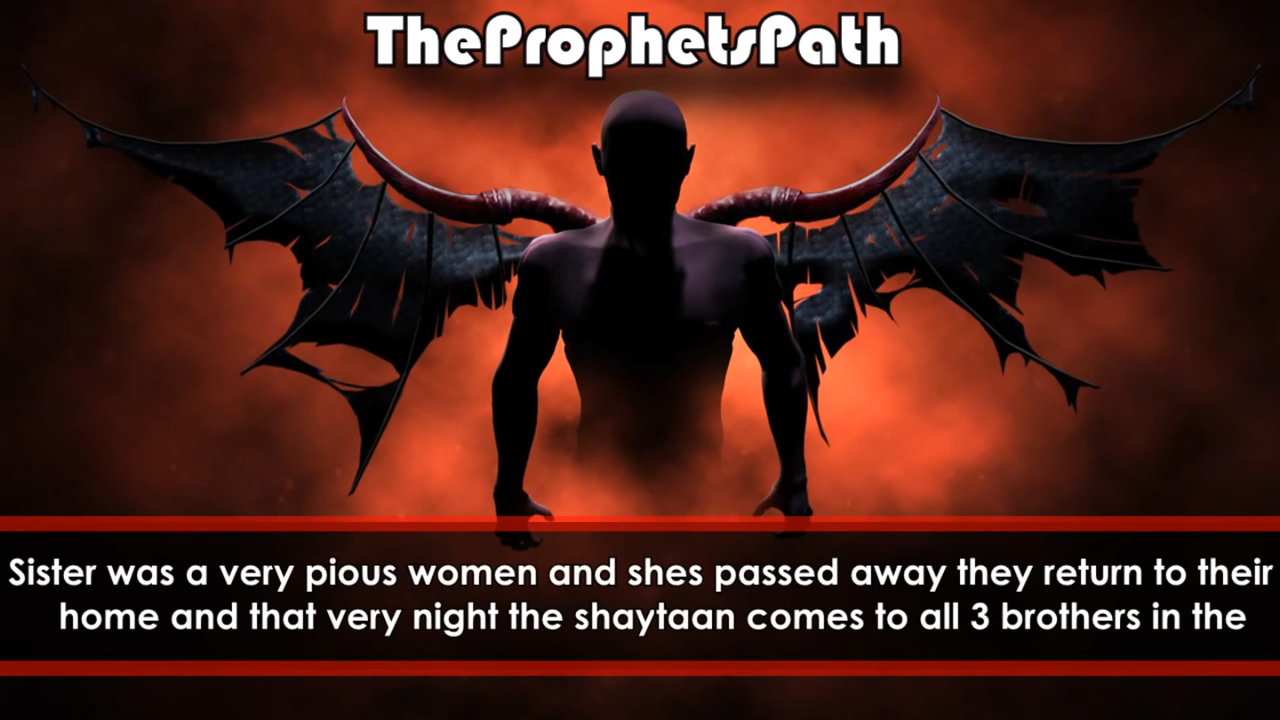 TheProphetsPath
Sister was a very pious women and shes passed away they return to their
home and that very night the shaytaan comes to all 3 brothers in the